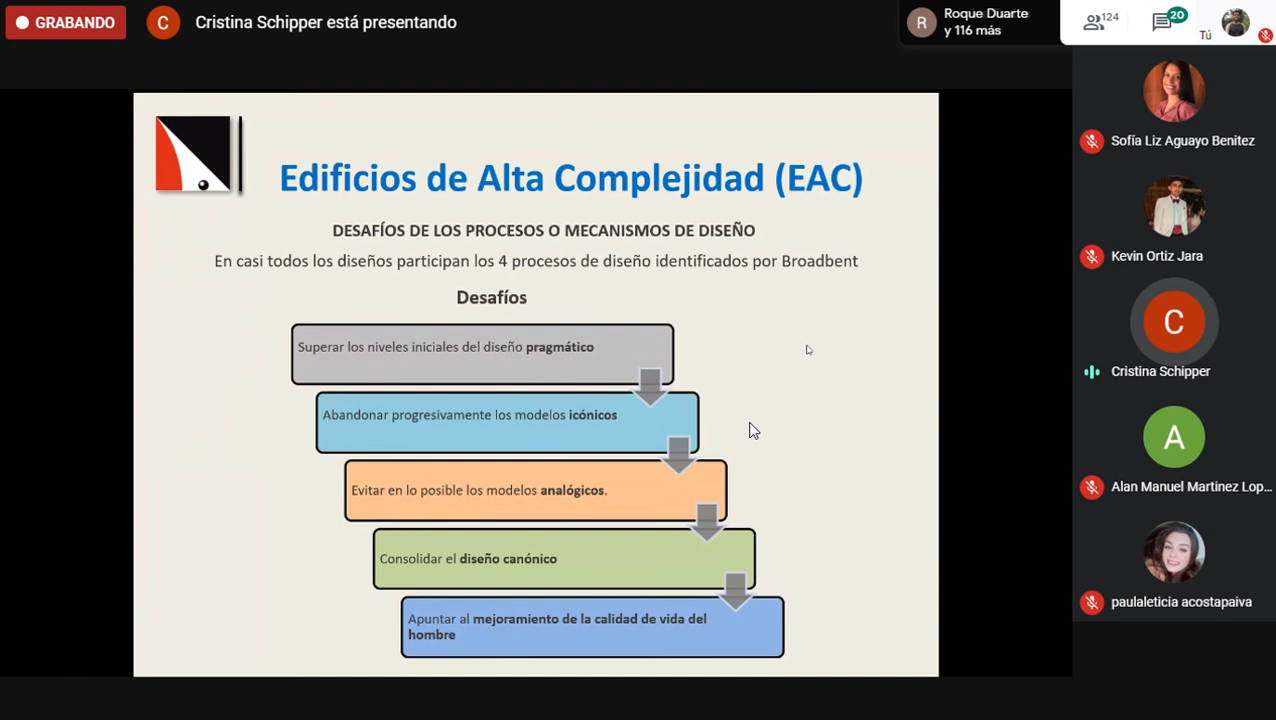 GRABANDO
C
Cristina Schipper está presentando
R
Roque Duarte
y 116 más
124
20
Tú
Edificios de Alta Complejidad (EAC)
DESAFÍOS DE LOS PROCESOS O MECANISMOS DE DISEÑO
En casi todos los diseños participan los 4 procesos de diseño identificados por Broadbent
Desafíos
Superar los niveles iniciales del diseño pragmático
Abandonar progresivamente los modelos icónicos
Evitar en lo posible los modelos analógicos.
Consolidar el diseño canónico
Apuntar al mejoramiento de la calidad de vida del
hombre
Sofía Liz Aguayo Benitez
Kevin Ortiz Jara
C
Cristina Schipper
A
Alan Manuel Martinez Lop...
paulaleticia acostapaiva